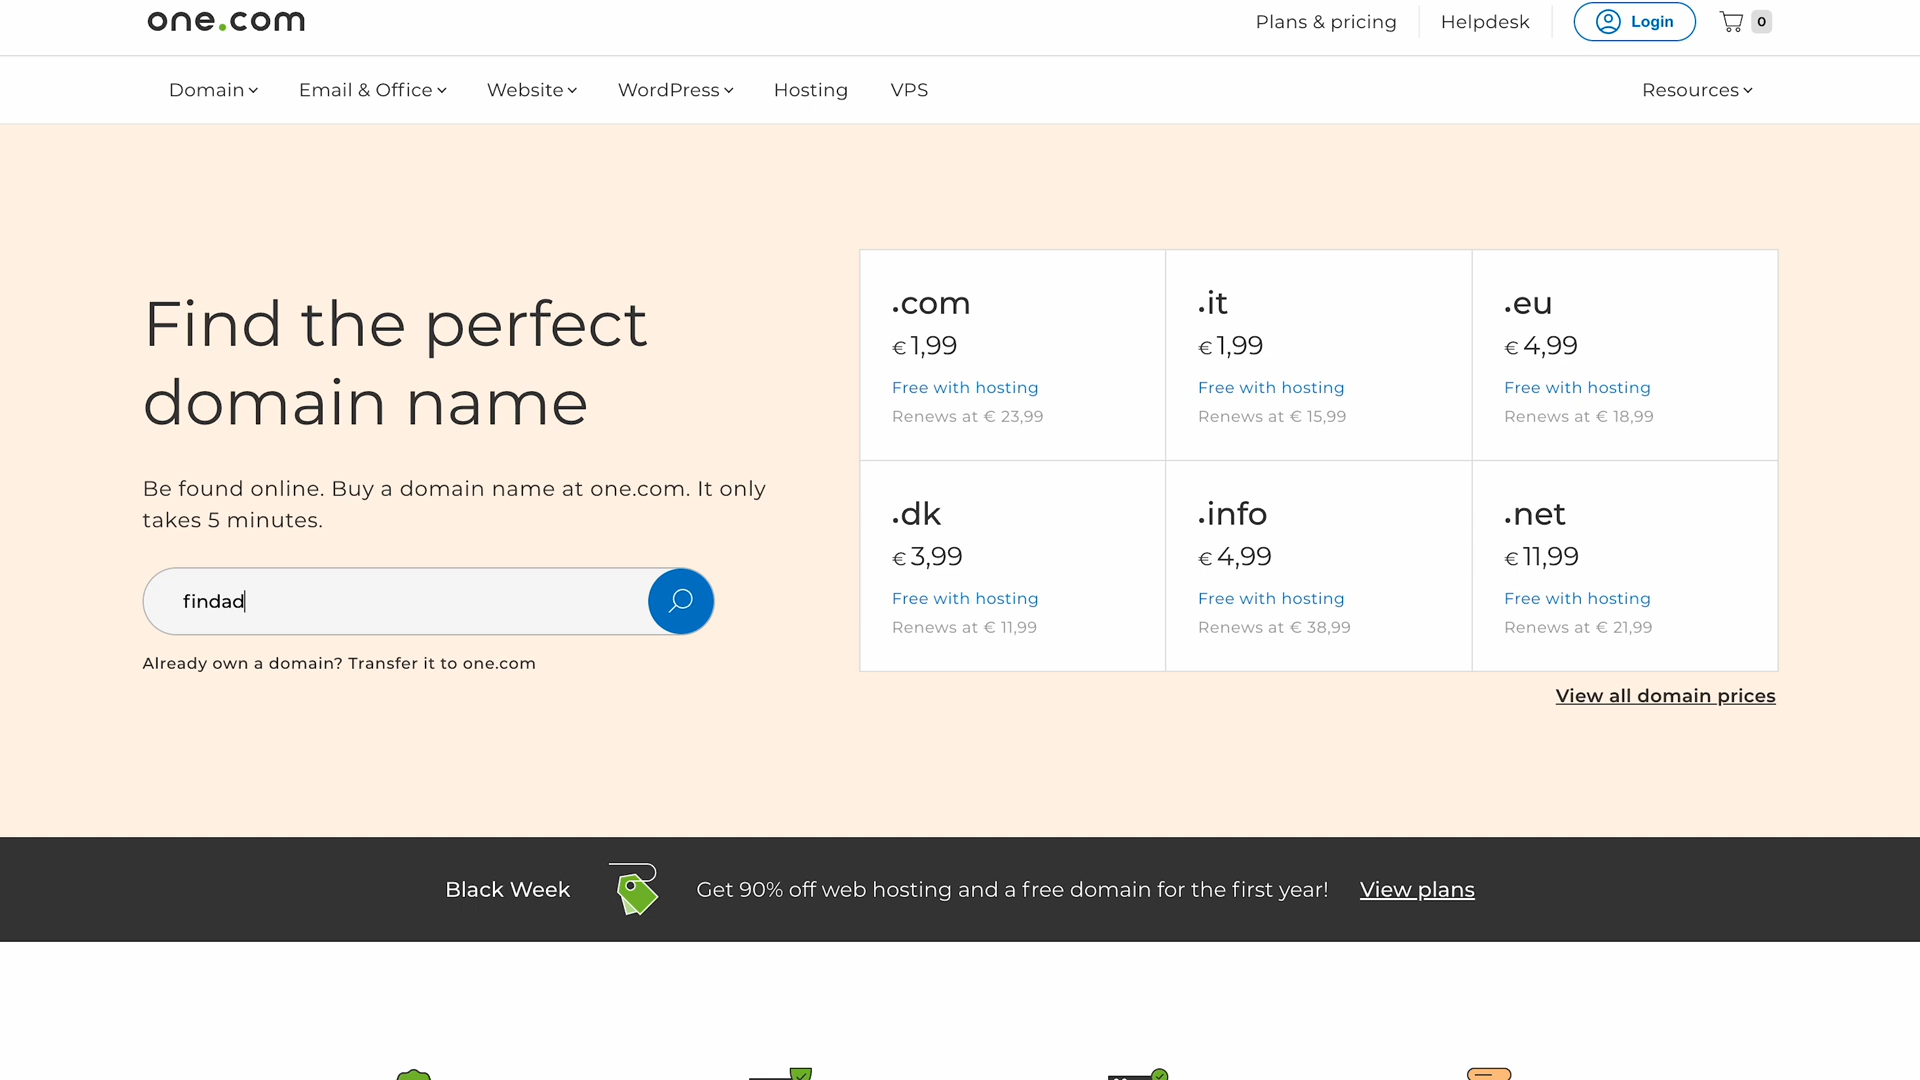 one.com
Plans & pricing
Helpdesk
Login
0
Domain
Email & Office
Website
WordPress
Hosting
VPS
Resources
Find the perfect
domain name
Be found online. Buy a domain name at one.com. It only
takes 5 minutes.
findad
Already own a domain? Transfer it to one.com
.com
€ 1,99
Free with hosting
Renews at € 23,99
.it
€ 1,99
Free with hosting
Renews at € 15,99
.eu
€ 4,99
Free with hosting
Renews at € 18,99
.dk
€ 3,99
Free with hosting
Renews at € 11,99
.info
€ 4,99
Free with hosting
Renews at € 38,99
.net
€ 11,99
Free with hosting
Renews at € 21,99
View all domain prices
Black Week
Get 90% off web hosting and a free domain for the first year!
View plans